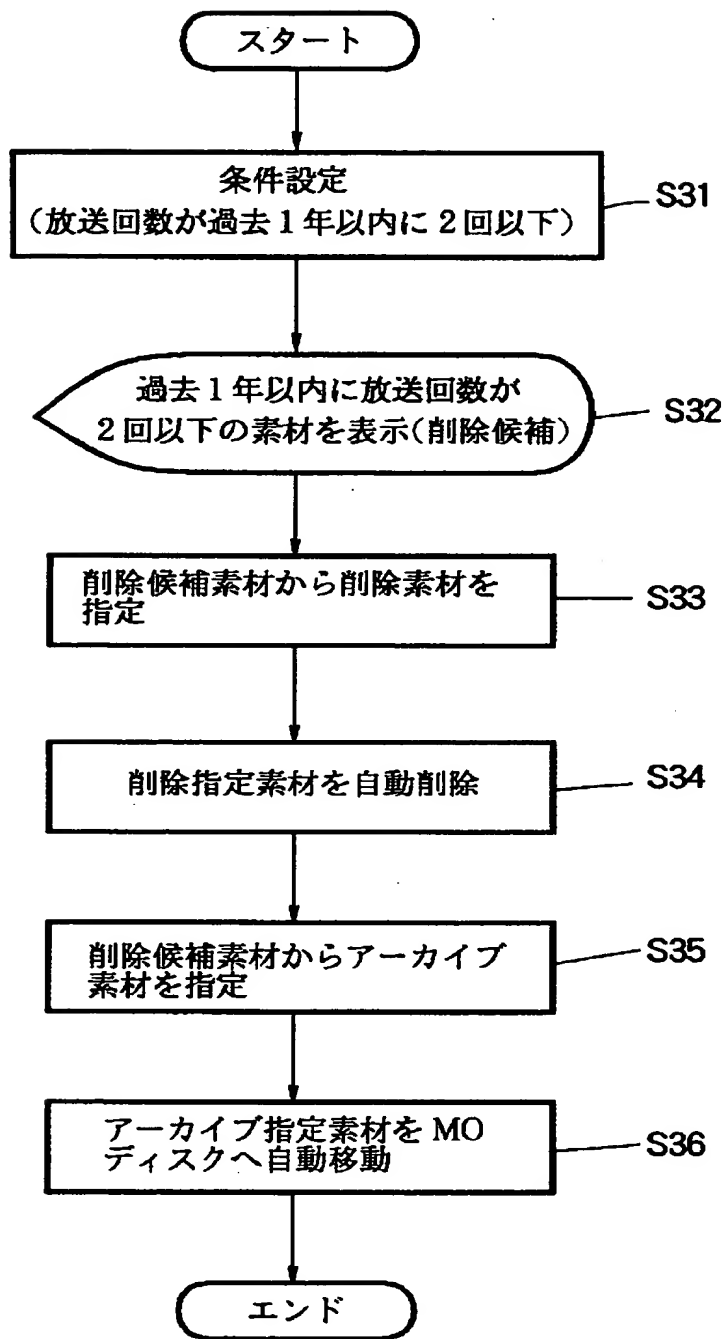 スタート
条件設定
（放送回数が過去１年以内に２回以下）
S31
過去１年以内に放送回数が
２回以下の素材を表示（削除候補）
S32
削除候補素材から削除素材を
指定
S33
削除指定素材を自動削除
S34
削除候補素材からアーカイブ
素材を指定
S35
アーカイブ指定素材を MO
ディスクへ自動移動
S36
エンド